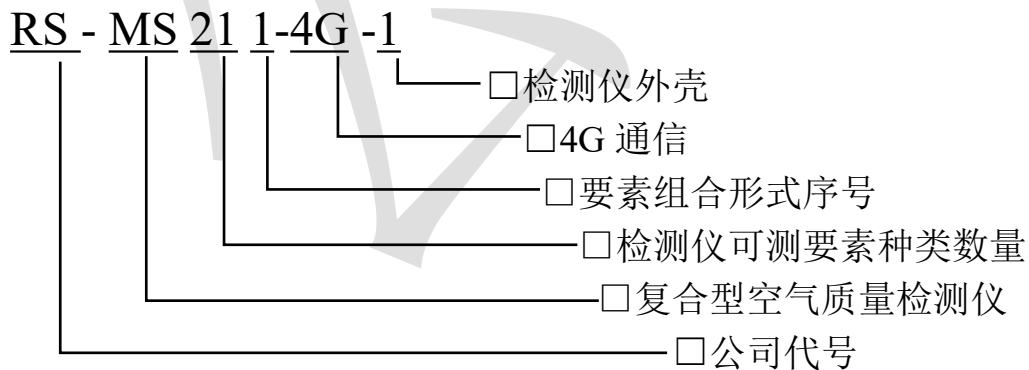 RS - MS 21 1-4G -1
□检测仪外壳
□4G 通信
□要素组合形式序号
□检测仪可测要素种类数量
□复合型空气质量检测仪
□公司代号